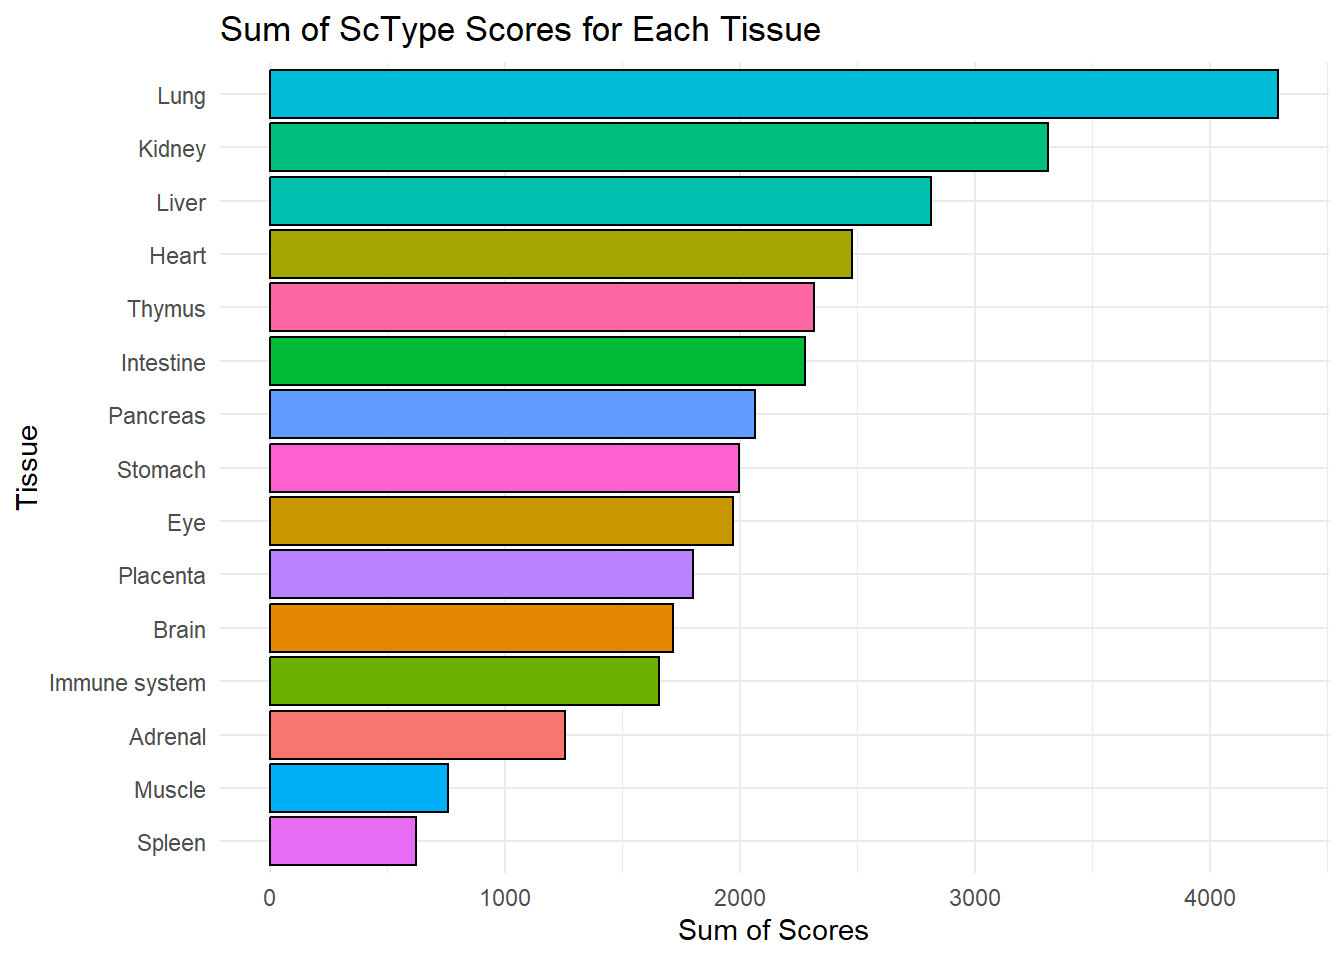 Sum of ScType Scores for Each Tissue
Tissue
Lung
Kidney
Liver
Heart
Thymus
Intestine
Pancreas
Stomach
Eye
Placenta
Brain
Immune system
Adrenal
Muscle
Spleen
0 1000 2000 3000 4000
Sum of Scores